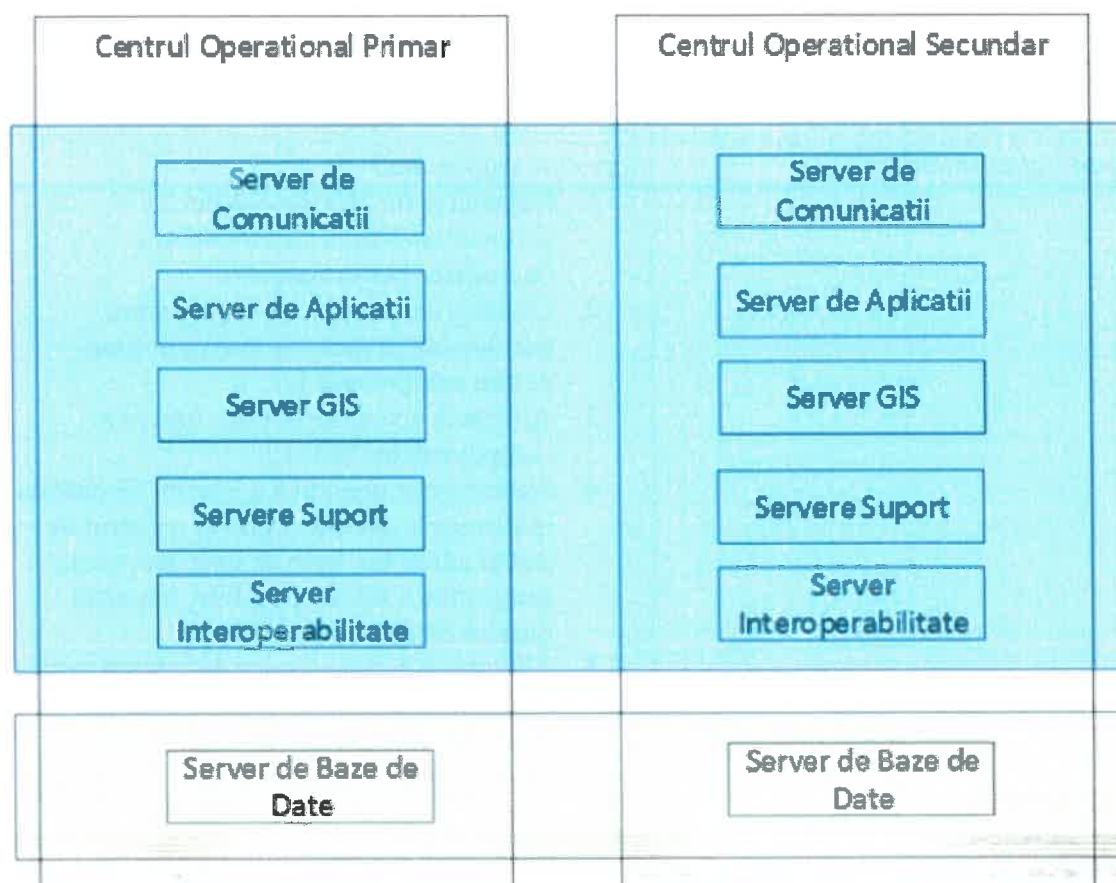 Centrul Operational Primar
Server de
Comunicatii
Server de Aplicatii
Server GIS
Servere Suport
Server
Interoperabilitate
Server de Baze de
Date
Centrul Operational Secundar
Server de
Comunicatii
Server de Aplicatii
Server GIS
Servere Suport
Server
Interoperabilitate
Server de Baze de
Date